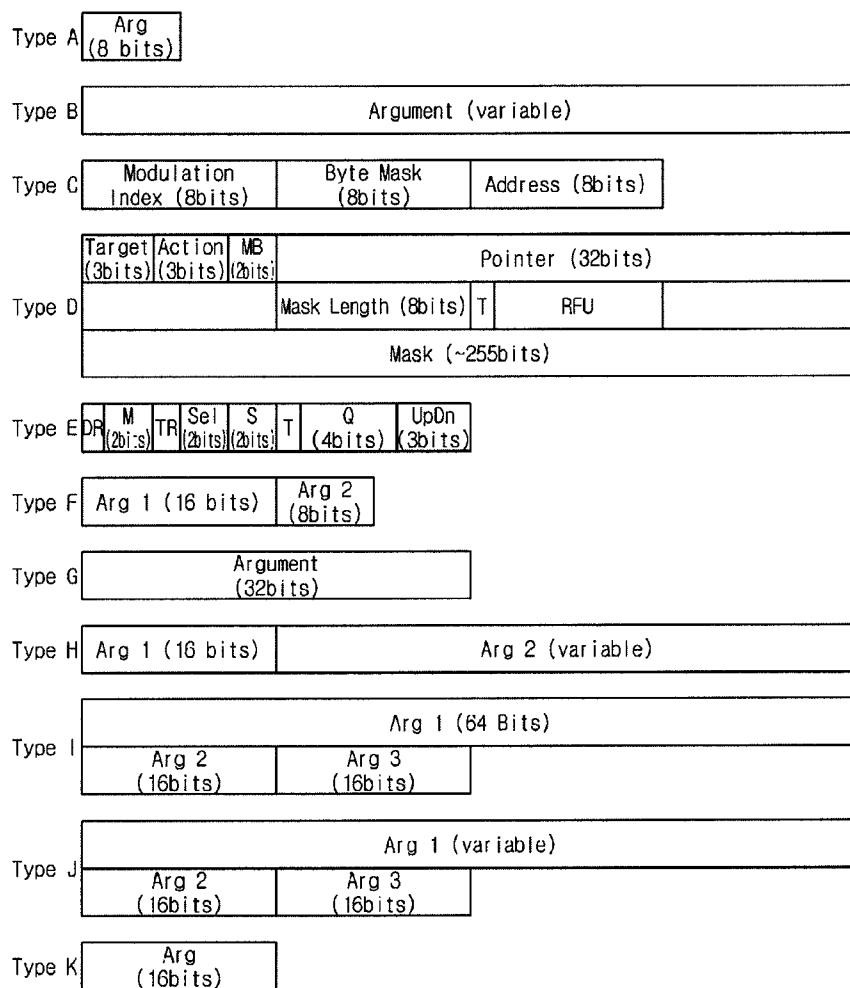 Type A
Arg
(8 bits)
Type B
Argument (variable)
Type C
Modulation
Index (8bits)
Byte Mask
(8bits)
Address (8bits)
Type D
Target
(3bits)
Action
(3bits)
MB
(2bits)
Pointer (32bits)
Mask Length (8bits)
T
RFU
Mask (~255bits)
Type E
DR
M
(2bits)
TR
Sel
(2bits)
S
(2bits)
T
Q
(4bits)
UpDn
(3bits)
Type F
Arg 1 (16 bits)
Arg 2
(8bits)
Type G
Argument
(32bits)
Type H
Arg 1 (16 bits)
Arg 2 (variable)
Type I
Arg 1 (64 Bits)
Arg 2
(16bits)
Arg 3
(16bits)
Type J
Arg 1 (variable)
Arg 2
(16bits)
Arg 3
(16bits)
Type K
Arg
(16bits)